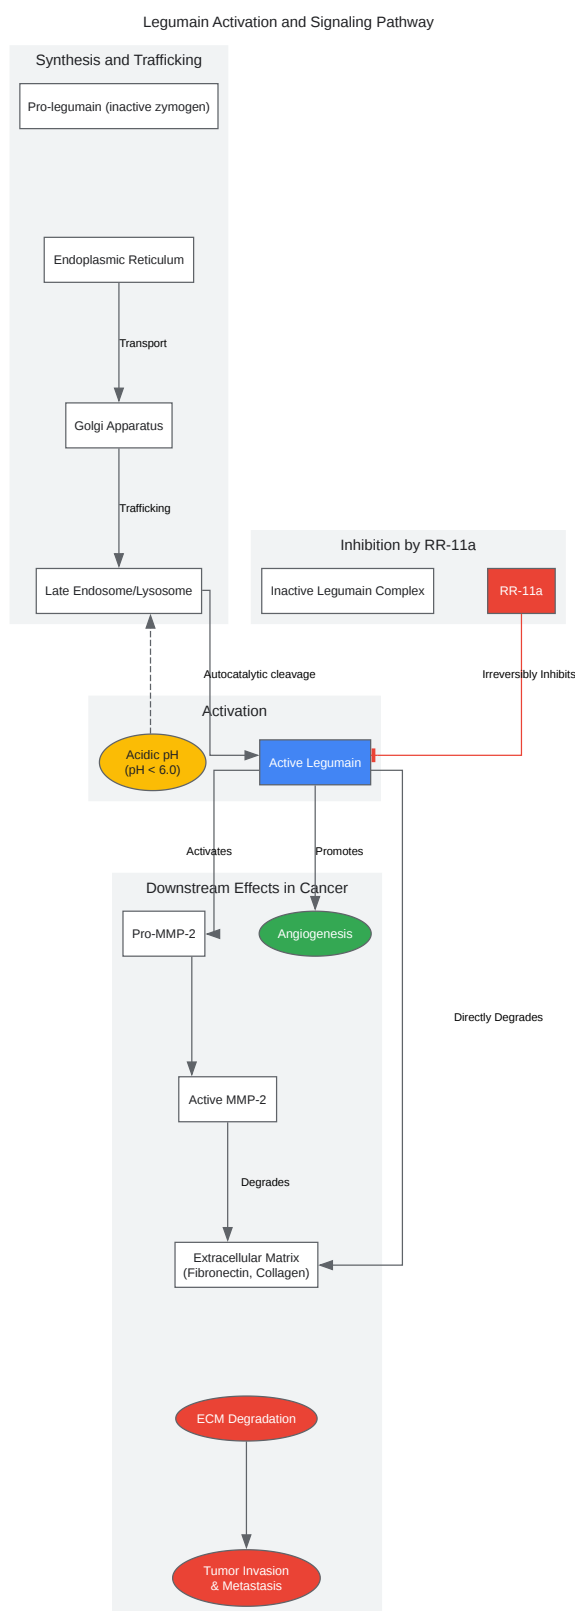 Legumain Activation and Signaling Pathway
Synthesis and Trafficking
Pro-legumain (inactive zymogen)
Endoplasmic Reticulum
Transport
Golgi Apparatus
Trafficking
Inhibition by RR-11a
Late Endosome/Lysosome
Inactive Legumain Complex
RR-11a
Autocatalytic cleavage
Irreversibly Inhibits
Activation
Acidic pH
(pH < 6.0)
Active Legumain
Activates
Promotes
Downstream Effects in Cancer
Pro-MMP-2
Angiogenesis
Directly Degrades
Active MMP-2
Degrades
Extracellular Matrix
(Fibronectin, Collagen)
ECM Degradation
Tumor Invasion
& Metastasis